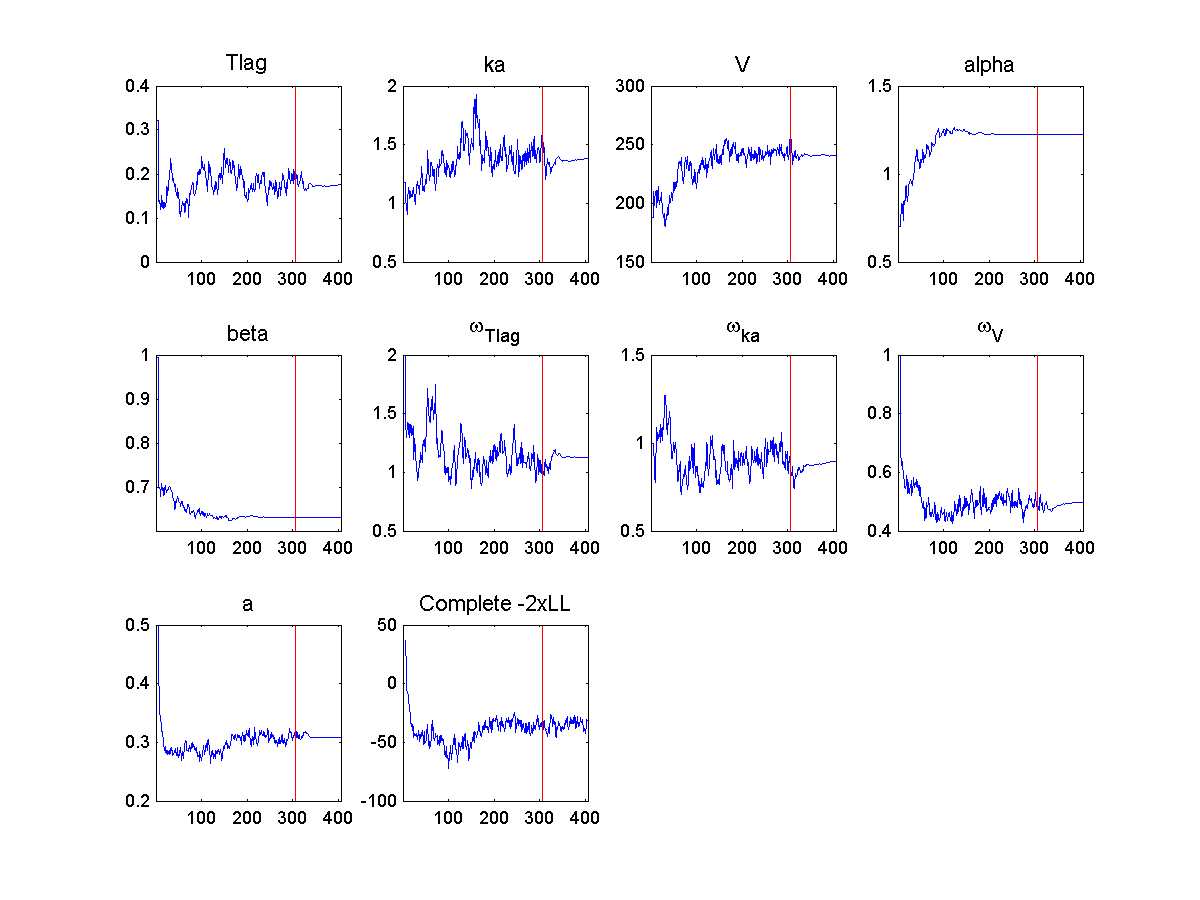 Tlag ka V alpha
0.4 2 300 1.5
0.3 1.5 250
0.2 1 200 1
0.1
0 0.5 150 0.5
100 200 300 400 100 200 300 400 100 200 300 400 100 200 300 400
beta ωTlag ωka ωV
1 2 1.5 1
0.9 1.5 0.8
0.8 1 0.6
0.7 1
0.5 0.5 0.4
100 200 300 400 100 200 300 400 100 200 300 400 100 200 300 400
a Complete -2xLL
0.5 50
0.4 0
0.3 -50
0.2 -100
100 200 300 400 100 200 300 400